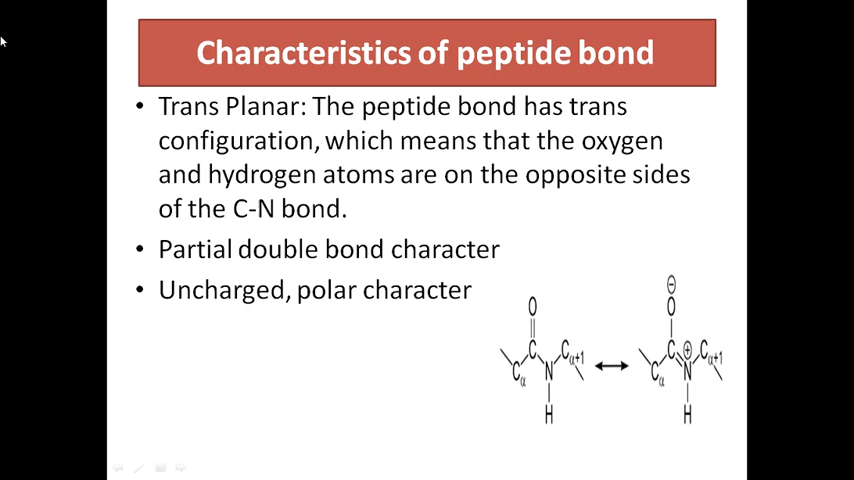 Characteristics of peptide bond
• Trans Planar: The peptide bond has trans
configuration, which means that the oxygen
and hydrogen atoms are on the opposite sides
of the C-N bond.
• Partial double bond character
• Uncharged, polar character
O
C
Cα
N
Cα+1
H
⊖
O
C
Cα
⊕
N
Cα+1
H